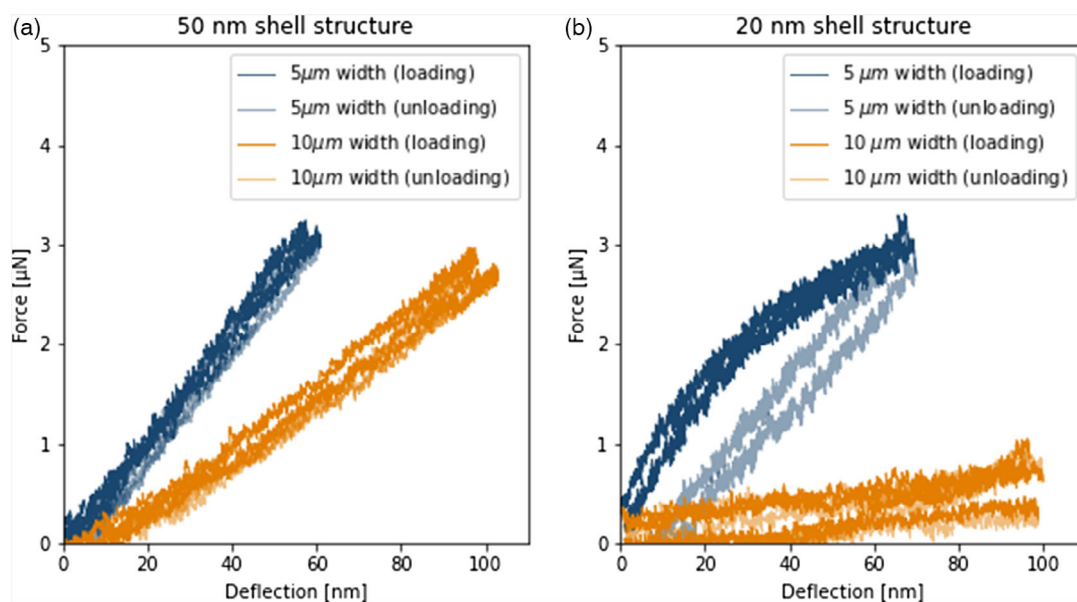 (a)
50 nm shell structure
5μm width (loading)
5μm width (unloading)
10μm width (loading)
10μm width (unloading)
5
4
3
2
1
0
Force [μN]
0
20
40
60
80
100
Deflection [nm]
(b)
20 nm shell structure
5 μm width (loading)
5 μm width (unloading)
10 μm width (loading)
10 μm width (unloading)
5
4
3
2
1
0
Force [μN]
0
20
40
60
80
100
Deflection [nm]